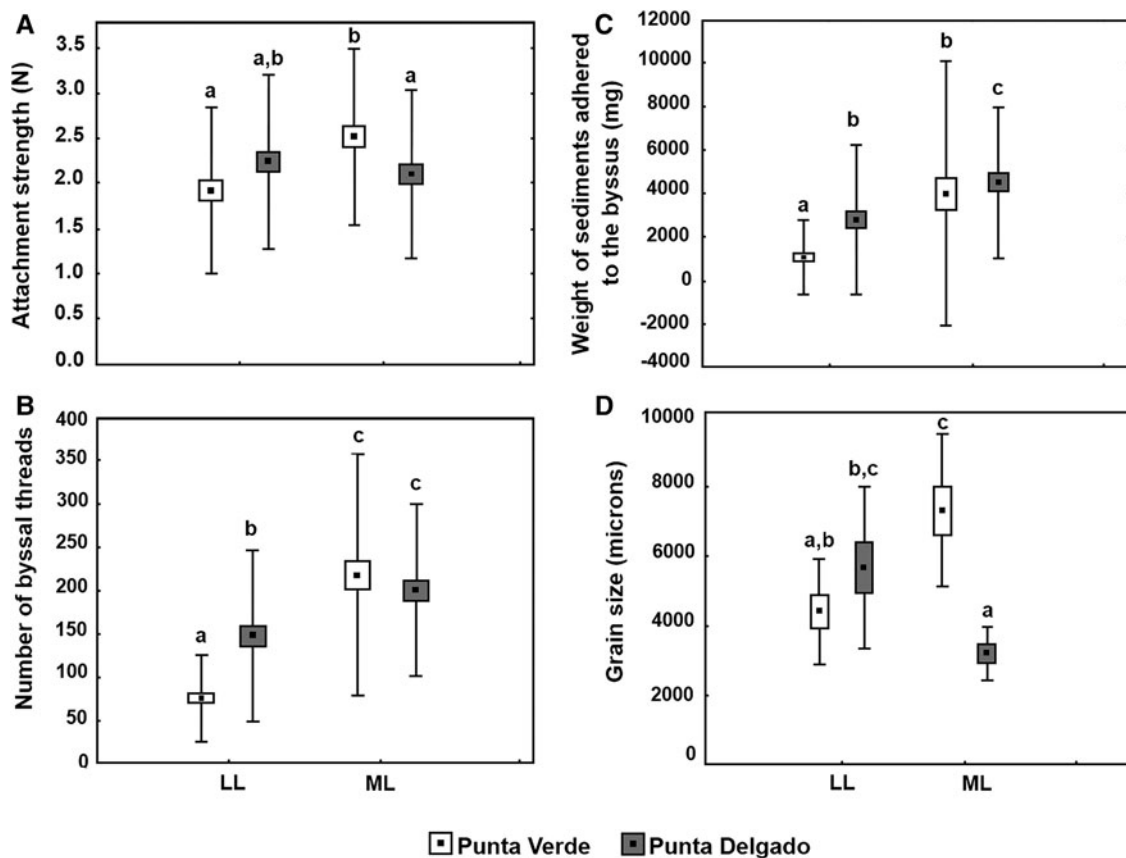 A
Attachment strength (N)
3.5
3.0
2.5
2.0
1.5
1.0
0.5
0.0
a
a,b
b
a
C
Weight of sediments adhered
to the byssus (mg)
12000
10000
8000
6000
4000
2000
0
-2000
-4000
a
b
b
c
B
Number of byssal threads
400
350
300
250
200
150
100
50
0
a
b
c
c
LL
ML
D
Grain size (microns)
10000
8000
6000
4000
2000
0
a,b
b,c
c
a
LL
ML
Punta Verde
Punta Delgado